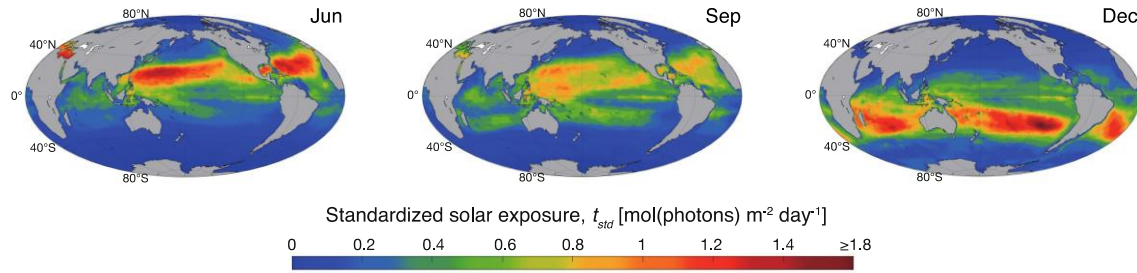 Jun
Sep
Dec
80°N
80°N
80°N
40°N
40°N
40°N
0°
0°
0°
40°S
40°S
40°S
80°S
80°S
80°S
Standardized solar exposure, t_std [mol(photons) m⁻² day⁻¹]
0 0.2 0.4 0.6 0.8 1 1.2 1.4 ≥1.8